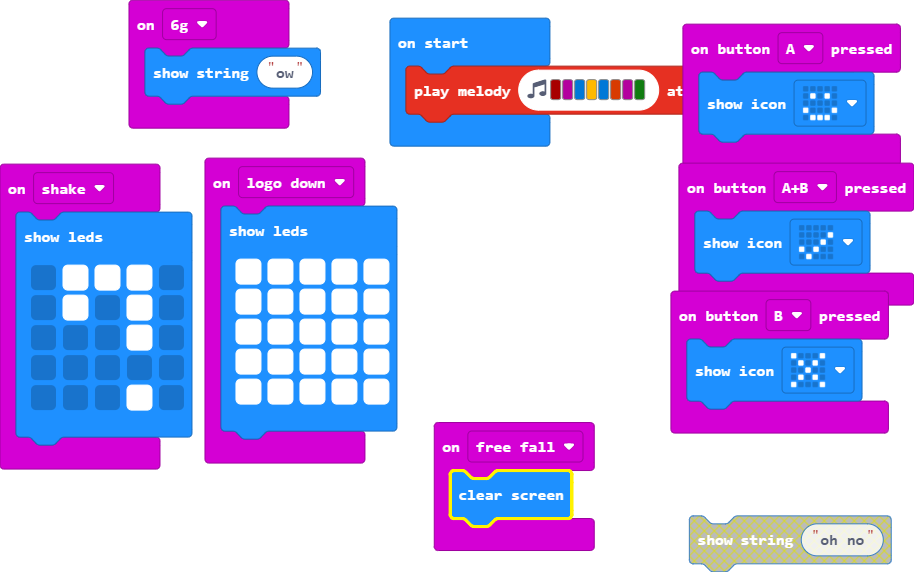 on 6g
show string "ow"
on start
play melody at
on button A pressed
show icon
on shake
show leds
on logo down
show leds
on button A+B pressed
show icon
on button B pressed
show icon
on free fall
clear screen
show string "oh no"